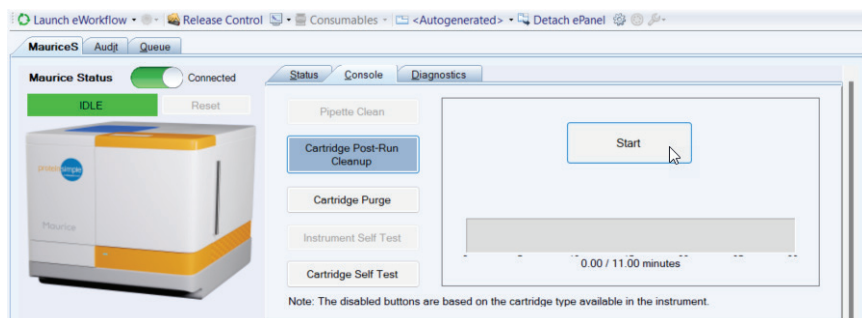 Launch eWorkflow Release Control Consumables <Autogenerated> Detach ePanel
MauriceS Audit Queue
Maurice Status Connected
Status Console Diagnostics
IDLE Reset
Pipette Clean
Start
Cartridge Post-Run
Cleanup
protein simple
Cartridge Purge
Maurice
Instrument Self Test
0.00 / 11.00 minutes
Cartridge Self Test
Note: The disabled buttons are based on the cartridge type available in the instrument.